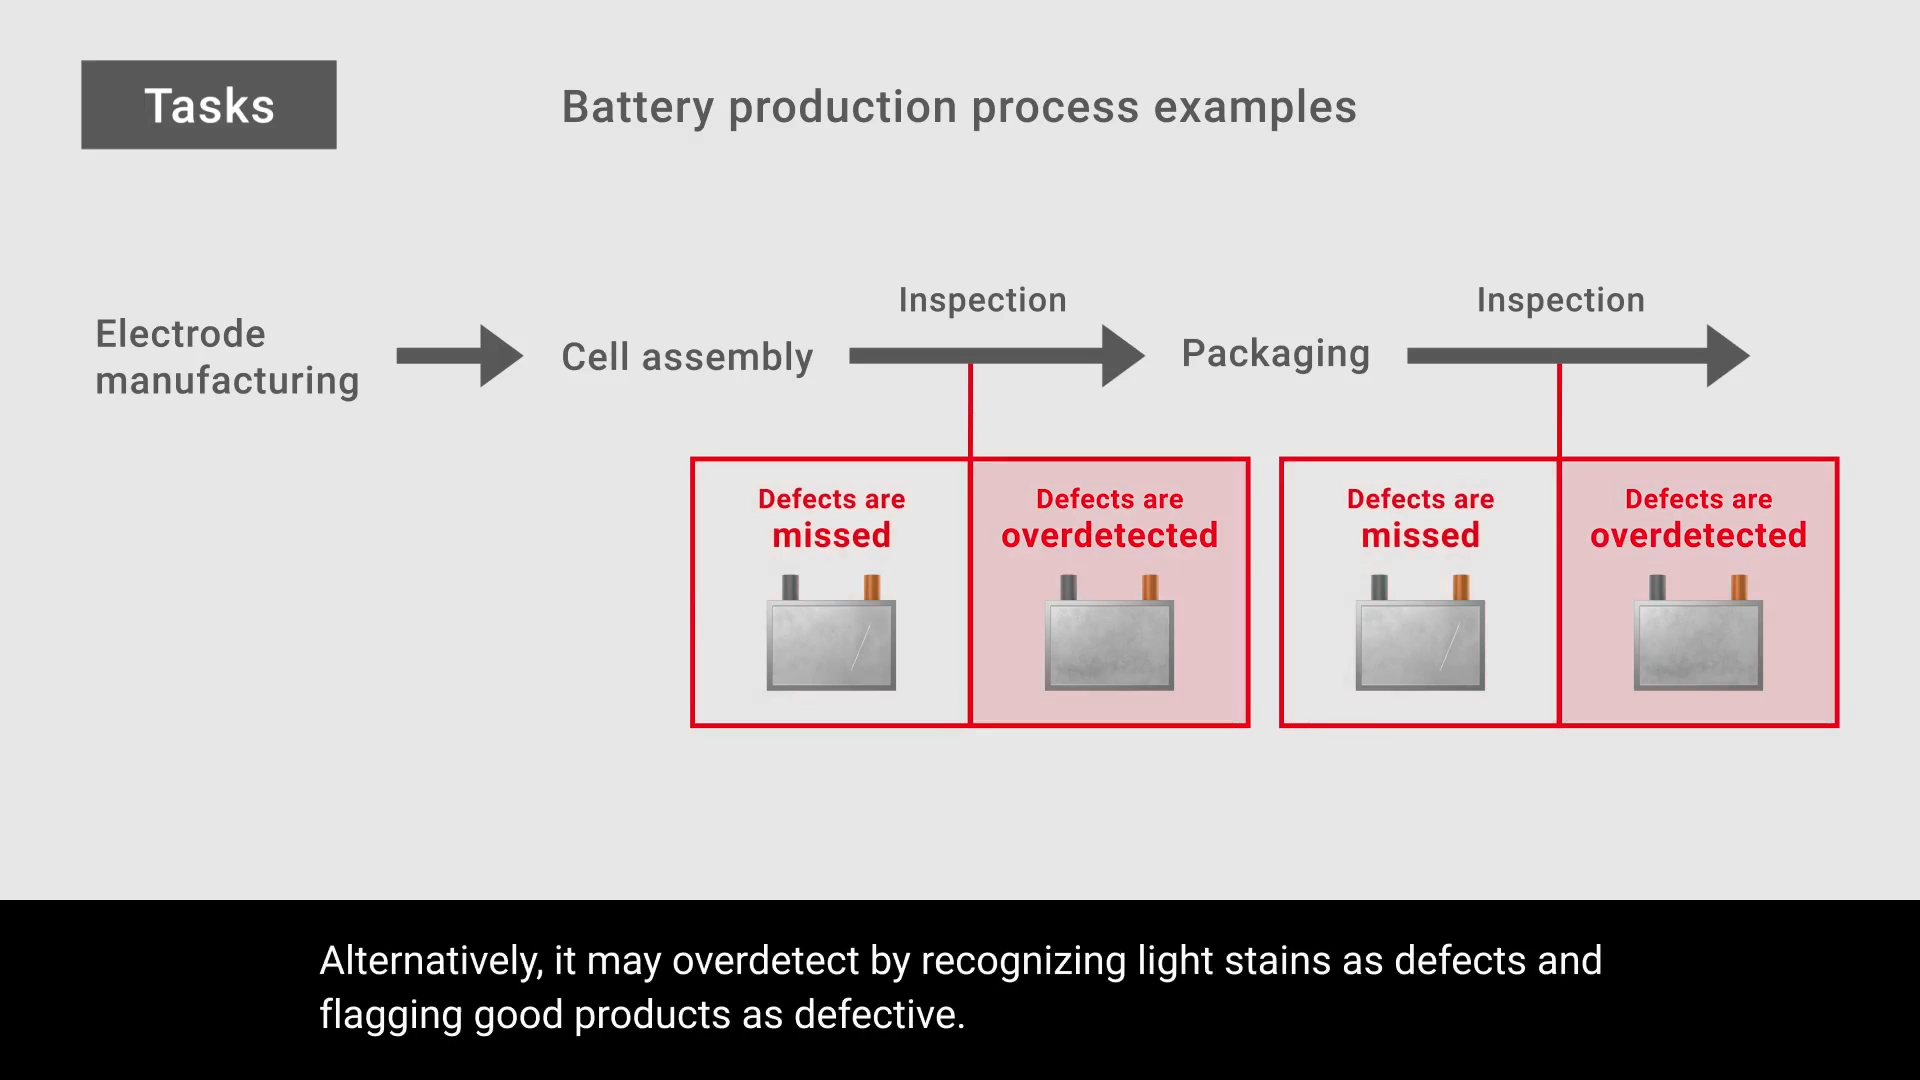 Tasks
Battery production process examples
Electrode
manufacturing
Cell assembly
Inspection
Packaging
Inspection
Defects are
missed
Defects are
overdetected
Defects are
missed
Defects are
overdetected
Alternatively, it may overdetect by recognizing light stains as defects and
flagging good products as defective.